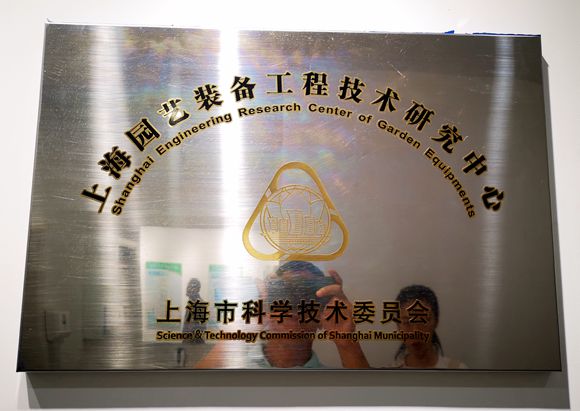 上海园艺装备工程技术研究中心
Shanghai Engineering Research Center of Garden Equipments
上海市科学技术委员会
Science & Technology Commission of Shanghai Municipality